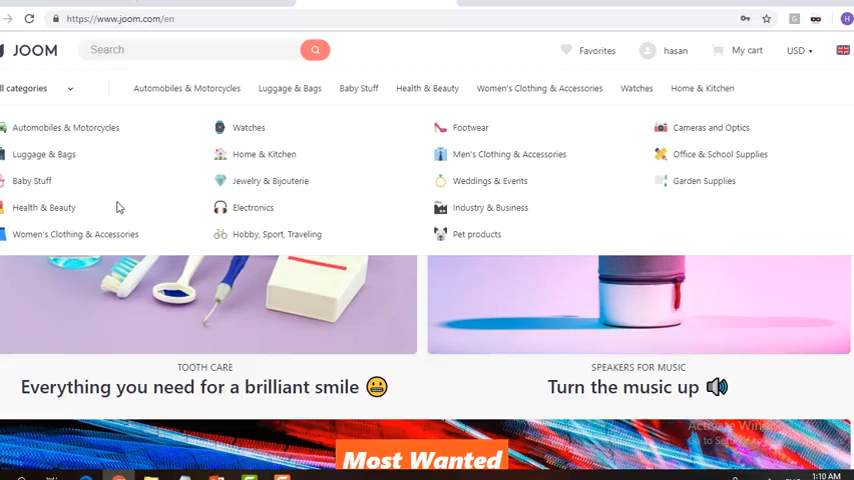 https://www.joom.com/en
JOOM Search Favorites hasan My cart USD
ll categories Automobiles & Motorcycles Luggage & Bags Baby Stuff Health & Beauty Women's Clothing & Accessories Watches Home & Kitchen
Automobiles & Motorcycles Watches Footwear Cameras and Optics
Luggage & Bags Home & Kitchen Men's Clothing & Accessories Office & School Supplies
Baby Stuff Jewelry & Bijouterie Weddings & Events Garden Supplies
Health & Beauty Electronics Industry & Business
Women's Clothing & Accessories Hobby, Sport, Traveling Pet products
TOOTH CARE SPEAKERS FOR MUSIC
Everything you need for a brilliant smile Turn the music up
Activate Wind
Go to Se
Most Wanted
1:10 AM